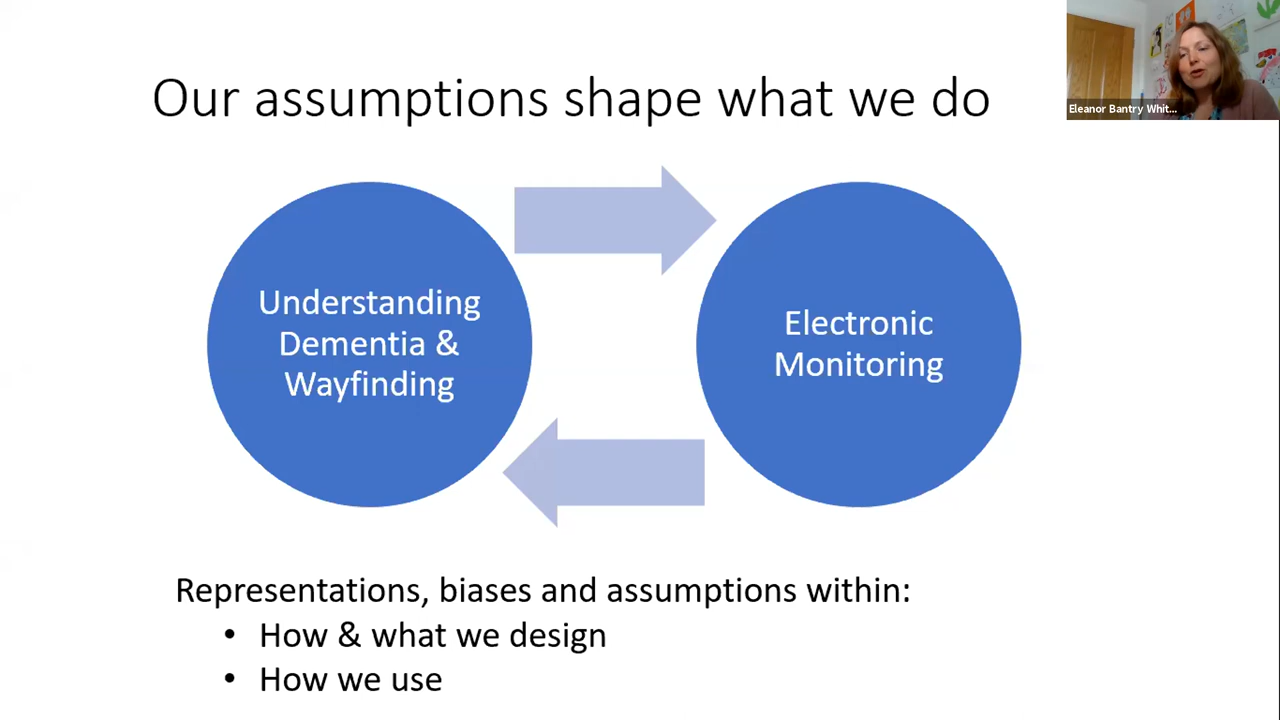 Our assumptions shape what we do
Eleanor Bantry Whit...
Understanding
Dementia &
Wayfinding
Electronic
Monitoring
Representations, biases and assumptions within:
• How & what we design
• How we use